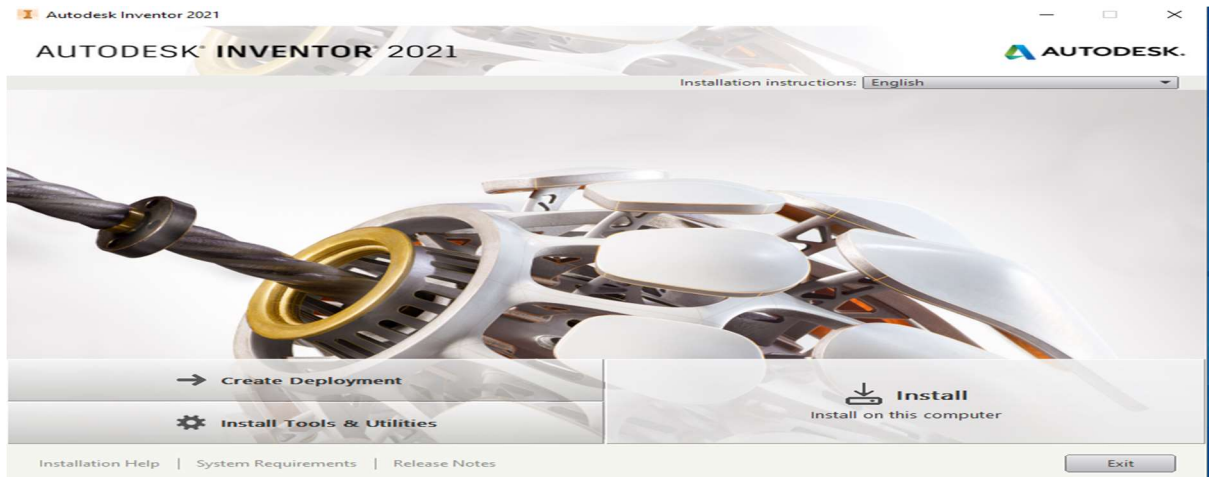 Autodesk Inventor 2021
AUTODESK® INVENTOR® 2021
AUTODESK.
Installation instructions: English
Create Deployment
Install Tools & Utilities
Install
Install on this computer
Installation Help | System Requirements | Release Notes
Exit